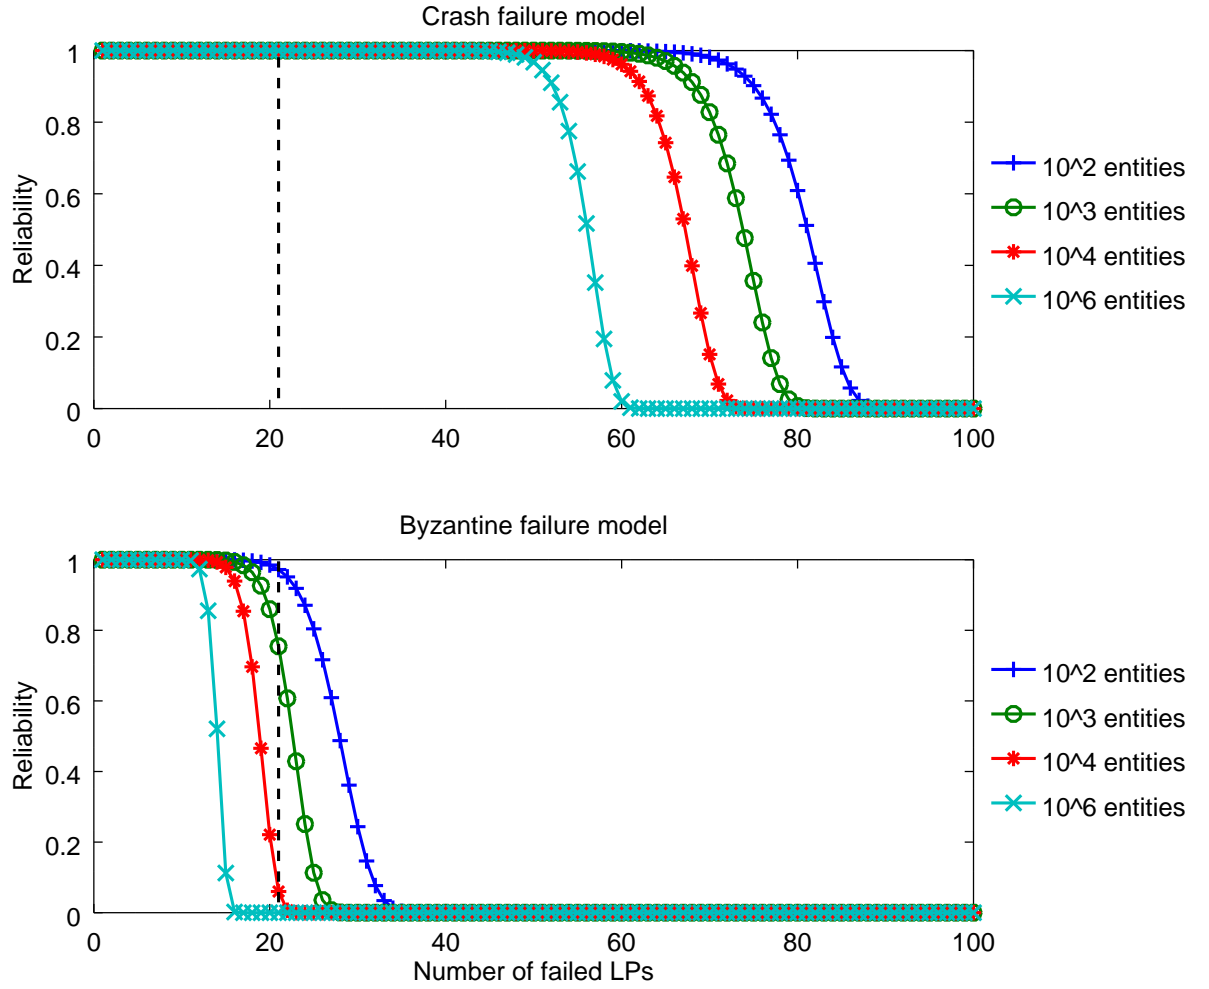 Crash failure model
1
0.8
0.6
0.4
0.2
0
Reliability
0 20 40 60 80 100
10^2 entities
10^3 entities
10^4 entities
10^6 entities
Byzantine failure model
1
0.8
0.6
0.4
0.2
0
Reliability
0 20 40 60 80 100
Number of failed LPs
10^2 entities
10^3 entities
10^4 entities
10^6 entities